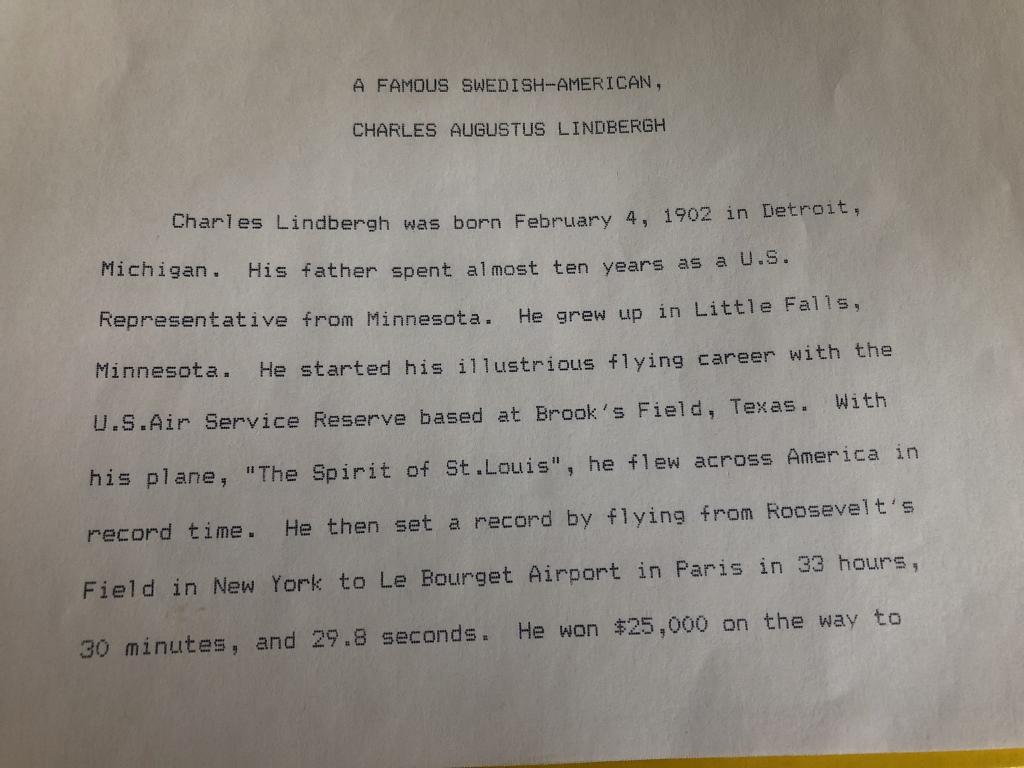 A FAMOUS SWEDISH-AMERICAN,
CHARLES AUGUSTUS LINDBERGH
Charles Lindbergh was born February 4, 1902 in Detroit,
Michigan.  His father spent almost ten years as a U.S.
Representative from Minnesota.  He grew up in Little Falls,
Minnesota.  He started his illustrious flying career with the
U.S.Air Service Reserve based at Brook's Field, Texas.  With
his plane, "The Spirit of St.Louis", he flew across America in
record time.  He then set a record by flying from Roosevelt's
Field in New York to Le Bourget Airport in Paris in 33 hours,
30 minutes, and 29.8 seconds.  He won $25,000 on the way to